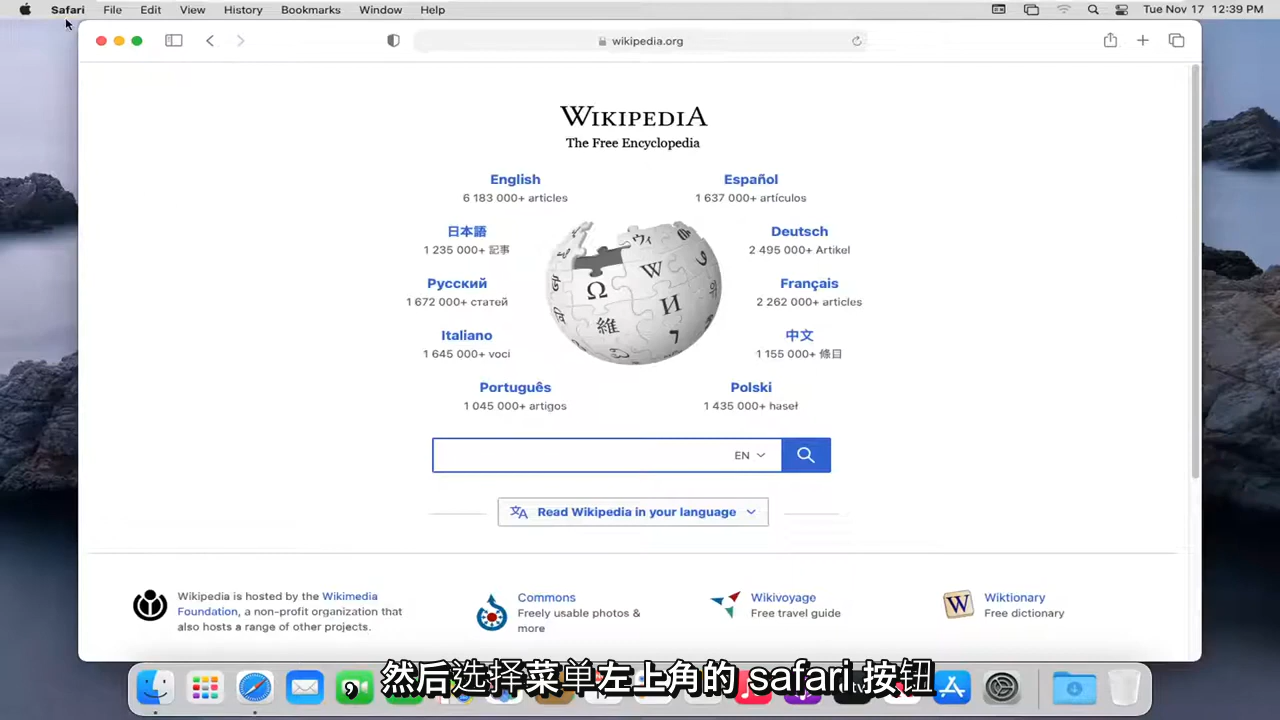 Safari File Edit View History Bookmarks Window Help Tue Nov 17 12:39 PM
wikipedia.org
WIKIPEDIA
The Free Encyclopedia
English
6 183 000+ articles
Español
1 637 000+ artículos
日本語
1 235 000+ 記事
Deutsch
2 495 000+ Artikel
Русский
1 672 000+ статей
Français
2 262 000+ articles
Italiano
1 645 000+ voci
中文
1 155 000+ 條目
Português
1 045 000+ artigos
Polski
1 435 000+ haseł
Ω W И 維 ウィ 7
EN
Read Wikipedia in your language
Wikipedia is hosted by the Wikimedia
Foundation, a non-profit organization that
also hosts a range of other projects.
Commons
Freely usable photos &
more
Wikivoyage
Free travel guide
W
Wiktionary
Free dictionary
然后选择菜单左上角的 safari 按钮